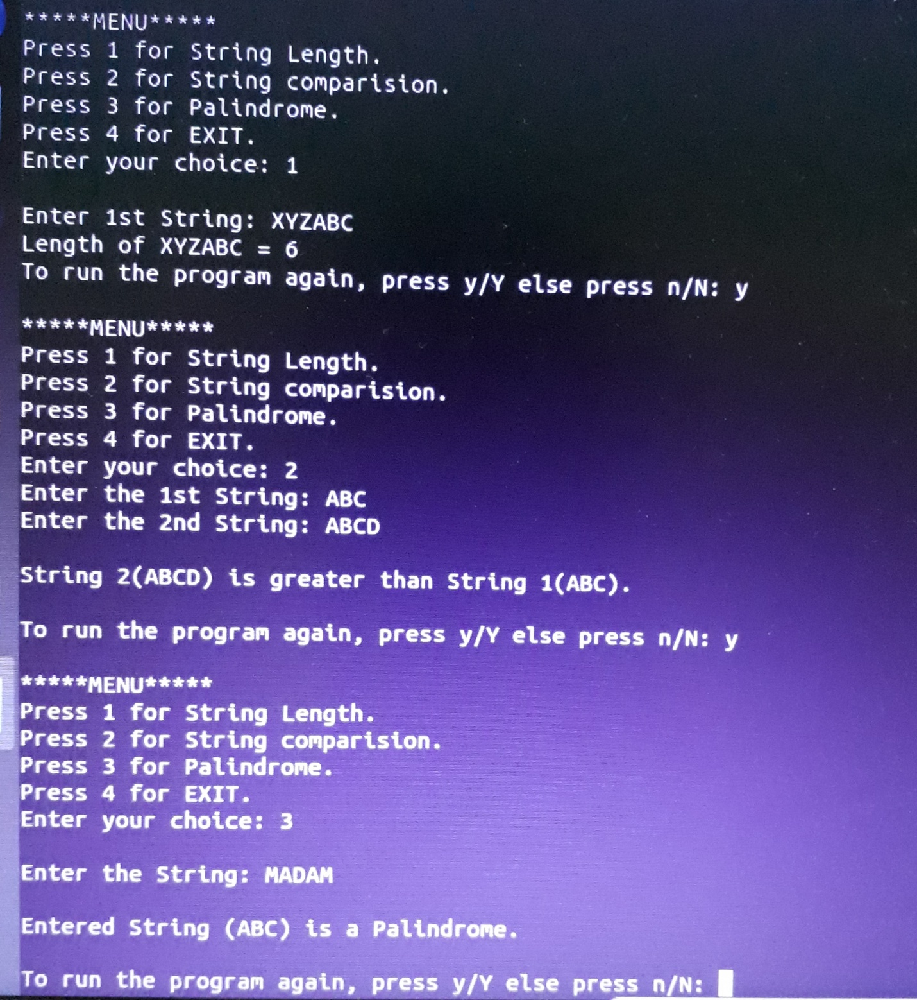 *****MENU*****
Press 1 for String Length.
Press 2 for String comparision.
Press 3 for Palindrome.
Press 4 for EXIT.
Enter your choice: 1
Enter 1st String: XYZABC
Length of XYZABC = 6
To run the program again, press y/Y else press n/N: y
*****MENU*****
Press 1 for String Length.
Press 2 for String comparision.
Press 3 for Palindrome.
Press 4 for EXIT.
Enter your choice: 2
Enter the 1st String: ABC
Enter the 2nd String: ABCD
String 2(ABCD) is greater than String 1(ABC).
To run the program again, press y/Y else press n/N: y
*****MENU*****
Press 1 for String Length.
Press 2 for String comparision.
Press 3 for Palindrome.
Press 4 for EXIT.
Enter your choice: 3
Enter the String: MADAM
Entered String (ABC) is a Palindrome.
To run the program again, press y/Y else press n/N: